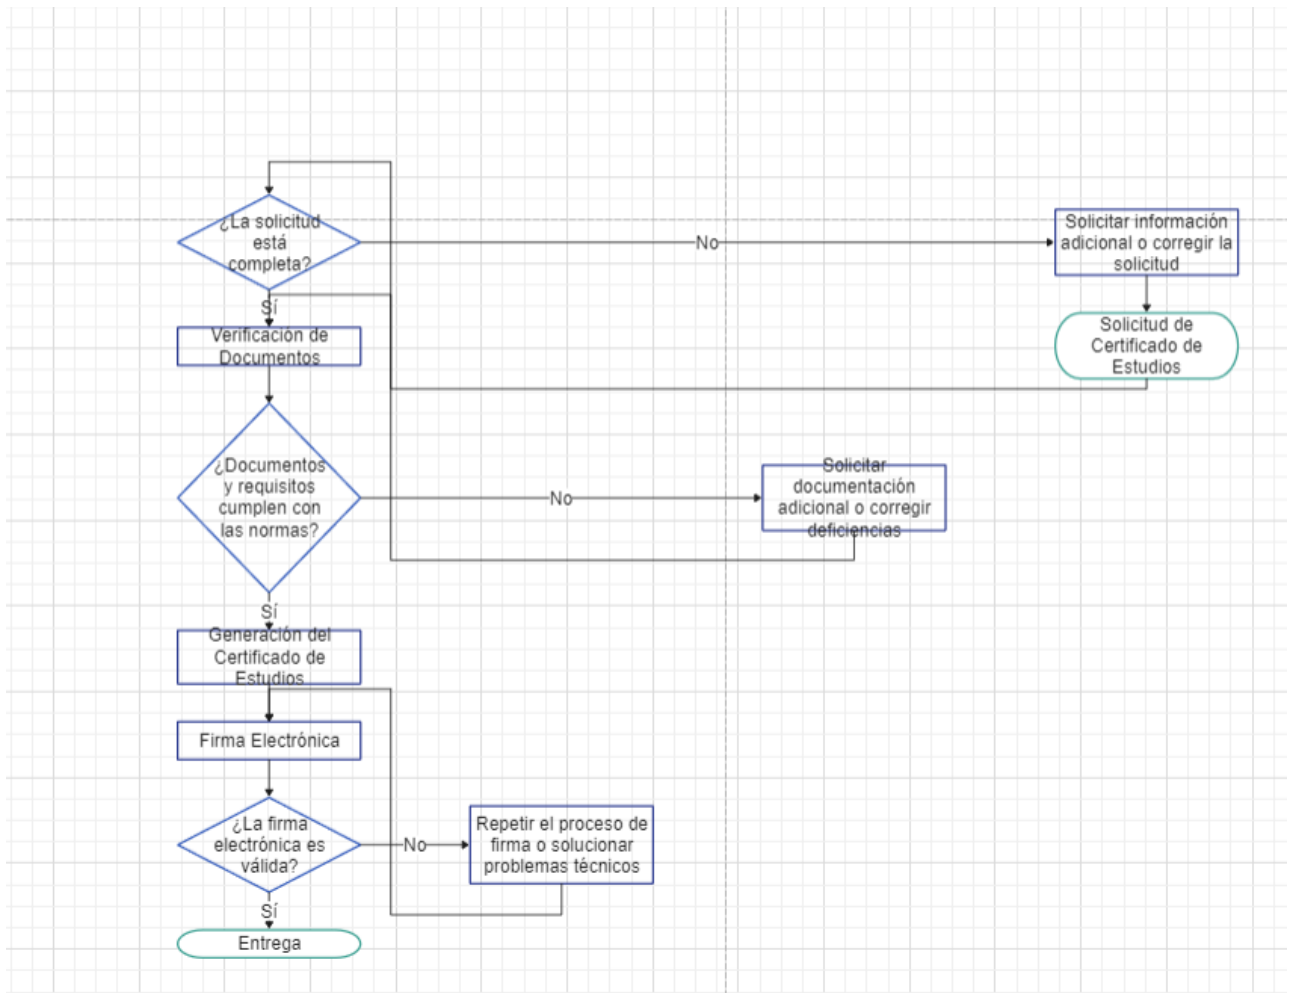 ¿La solicitud
está
completa?
No
Solicitar información
adicional o corregir la
solicitud
Sí
Verificación de
Documentos
Solicitud de
Certificado de
Estudios
¿Documentos
y requisitos
cumplen con
las normas?
No
Solicitar
documentación
adicional o corregir
deficiencias
Sí
Generación del
Certificado de
Estudios
Firma Electrónica
¿La firma
electrónica es
válida?
No
Repetir el proceso de
firma o solucionar
problemas técnicos
Sí
Entrega